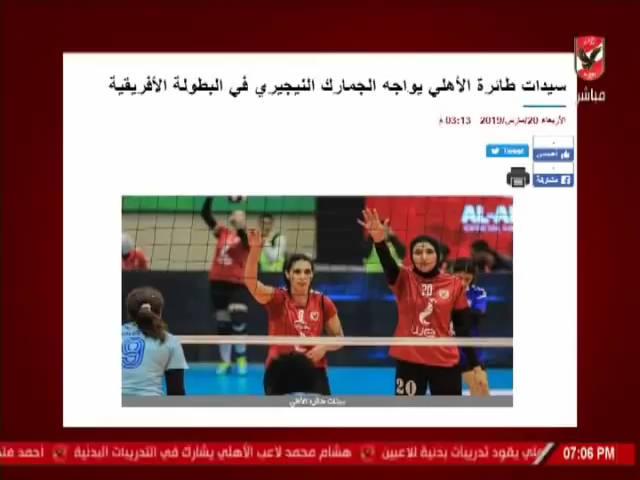 سيدات طائرة الأهلي يواجه الجمارك النيجيري في البطولة الأفريقية
مباشر
الأربعاء 20/مارس/2019 03:13 م
Tweet
أعجبني
مشاركة
AL-A
9
20
9
20
سيدات طائرة الأهلي
يقود تدريبات بدنية للاعبين هشام محمد لاعب الأهلي يشارك في التدريبات البدنية أحمد
07:06 PM